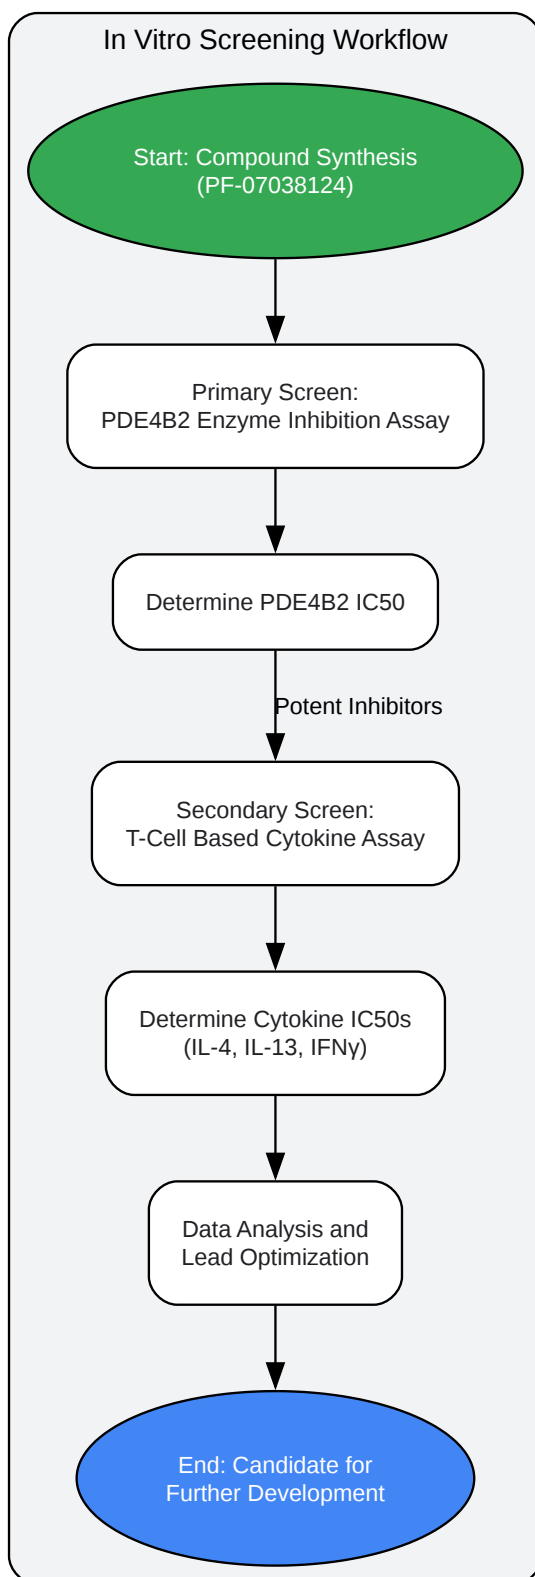 In Vitro Screening Workflow
Start: Compound Synthesis
(PF-07038124)
Primary Screen:
PDE4B2 Enzyme Inhibition Assay
Determine PDE4B2 IC50
Potent Inhibitors
Secondary Screen:
T-Cell Based Cytokine Assay
Determine Cytokine IC50s
(IL-4, IL-13, IFNγ)
Data Analysis and
Lead Optimization
End: Candidate for
Further Development